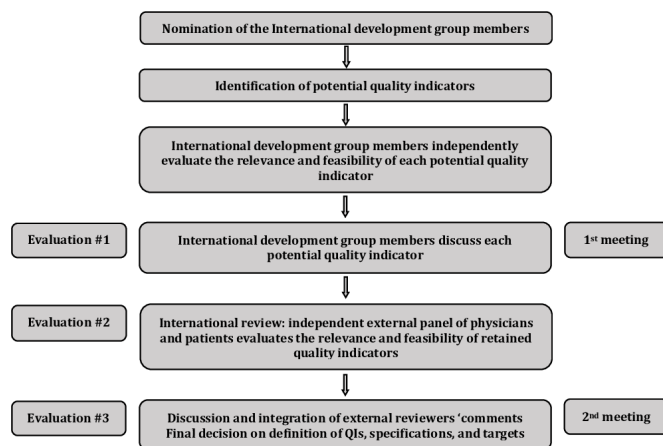 Nomination of the International development group members
Identification of potential quality indicators
International development group members independently
evaluate the relevance and feasibility of each potential quality
indicator
Evaluation #1
International development group members discuss each
potential quality indicator
1st meeting
Evaluation #2
International review: independent external panel of physicians
and patients evaluates the relevance and feasibility of retained
quality indicators
Evaluation #3
Discussion and integration of external reviewers ‘comments
Final decision on definition of QIs, specifications, and targets
2nd meeting